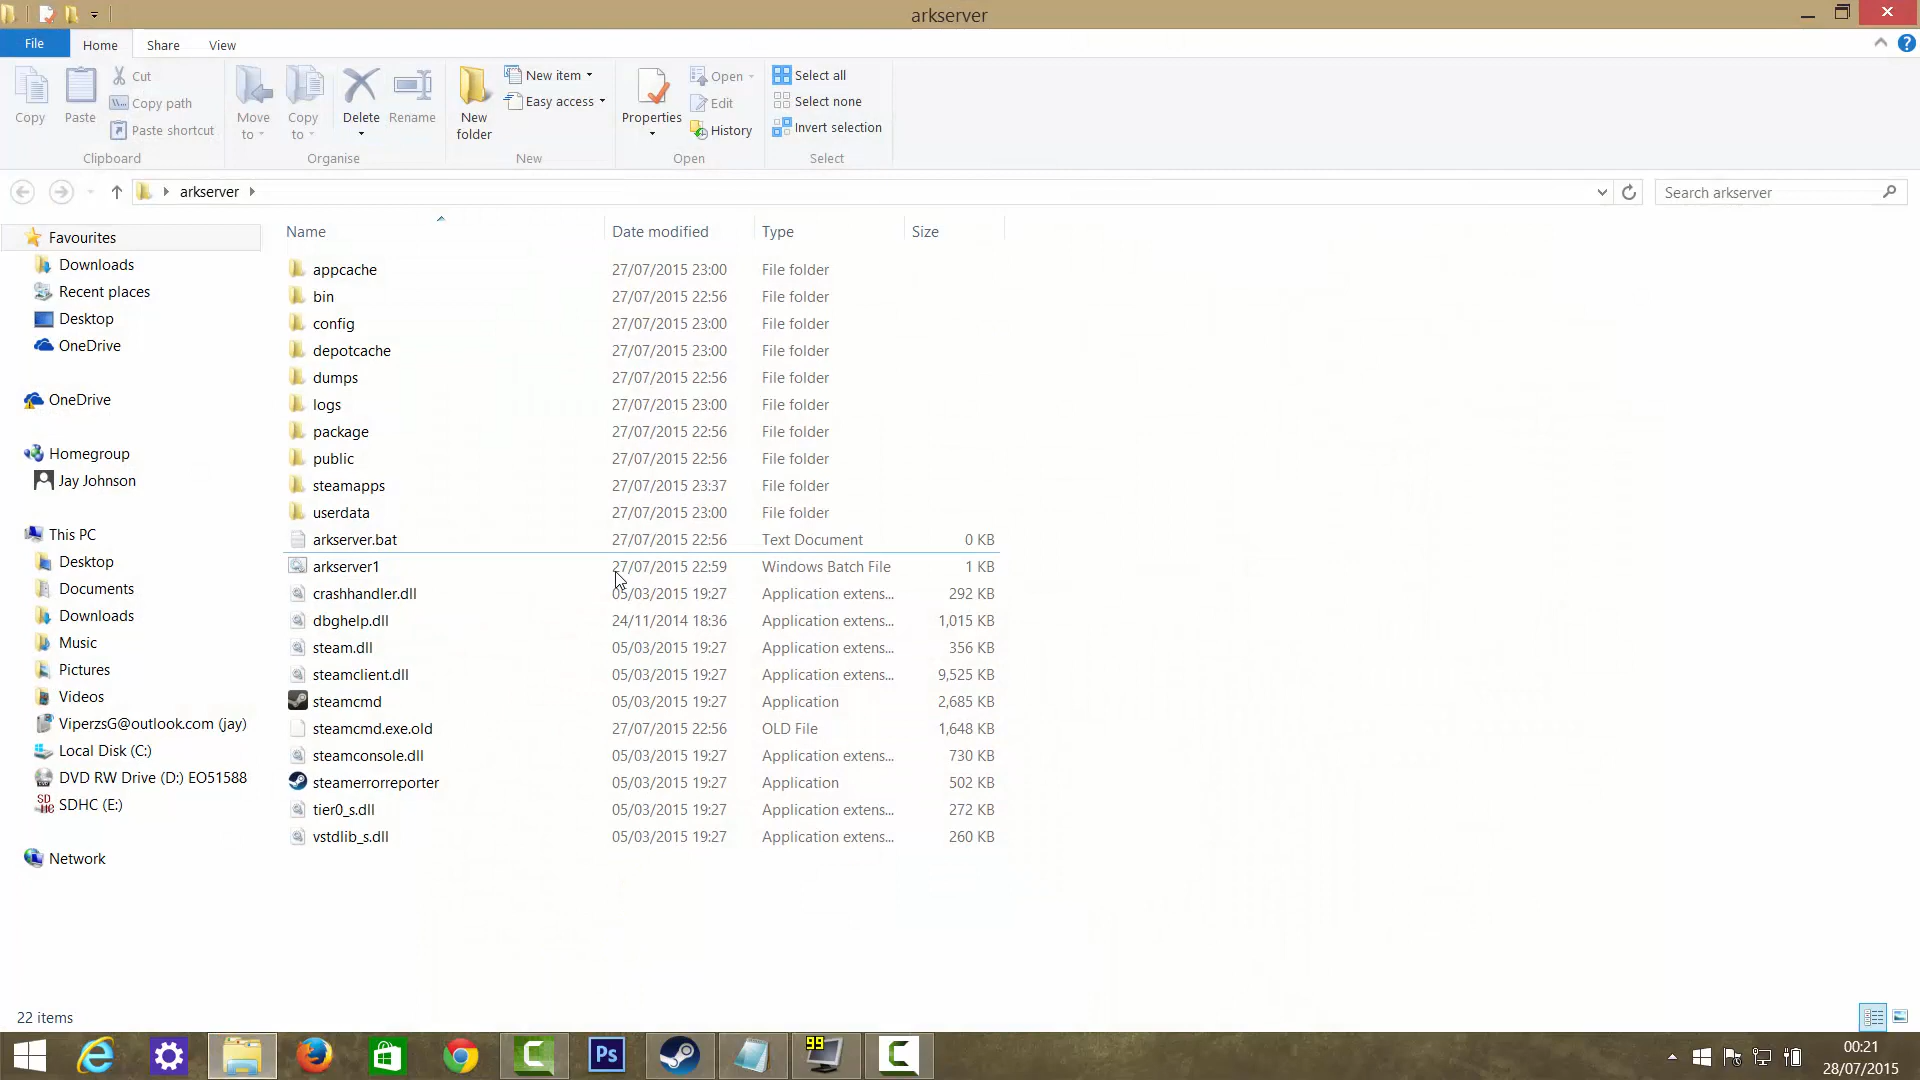 arkserver
File Home Share View
Copy Paste Cut Copy path Paste shortcut Clipboard
Move to Copy to Delete Rename Organise
New folder New item Easy access New
Properties Open Edit History Open
Select all Select none Invert selection Select
arkserver Search arkserver
Favourites
Downloads
Recent places
Desktop
OneDrive
OneDrive
Homegroup
Jay Johnson
This PC
Desktop
Documents
Downloads
Music
Pictures
Videos
ViperzsG@outlook.com (jay)
Local Disk (C:)
DVD RW Drive (D:) EO51588
SDHC (E:)
Network
Name Date modified Type Size
appcache 27/07/2015 23:00 File folder
bin 27/07/2015 22:56 File folder
config 27/07/2015 23:00 File folder
depotcache 27/07/2015 23:00 File folder
dumps 27/07/2015 22:56 File folder
logs 27/07/2015 23:00 File folder
package 27/07/2015 22:56 File folder
public 27/07/2015 22:56 File folder
steamapps 27/07/2015 23:37 File folder
userdata 27/07/2015 23:00 File folder
arkserver.bat 27/07/2015 22:56 Text Document 0 KB
arkserver1 27/07/2015 22:59 Windows Batch File 1 KB
crashhandler.dll 05/03/2015 19:27 Application extens... 292 KB
dbghelp.dll 24/11/2014 18:36 Application extens... 1,015 KB
steam.dll 05/03/2015 19:27 Application extens... 356 KB
steamclient.dll 05/03/2015 19:27 Application extens... 9,525 KB
steamcmd 05/03/2015 19:27 Application 2,685 KB
steamcmd.exe.old 27/07/2015 22:56 OLD File 1,648 KB
steamconsole.dll 05/03/2015 19:27 Application extens... 730 KB
steamerrorreporter 05/03/2015 19:27 Application 502 KB
tier0_s.dll 05/03/2015 19:27 Application extens... 272 KB
vstdlib_s.dll 05/03/2015 19:27 Application extens... 260 KB
22 items
Ps 99
00:21
28/07/2015